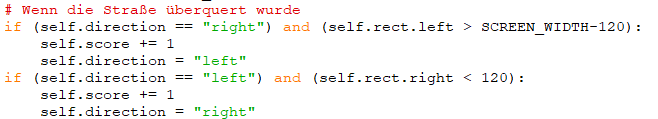 # Wenn die Straße überquert wurde
if (self.direction == "right") and (self.rect.left > SCREEN_WIDTH-120):
    self.score += 1
    self.direction = "left"
if (self.direction == "left") and (self.rect.right < 120):
    self.score += 1
    self.direction = "right"